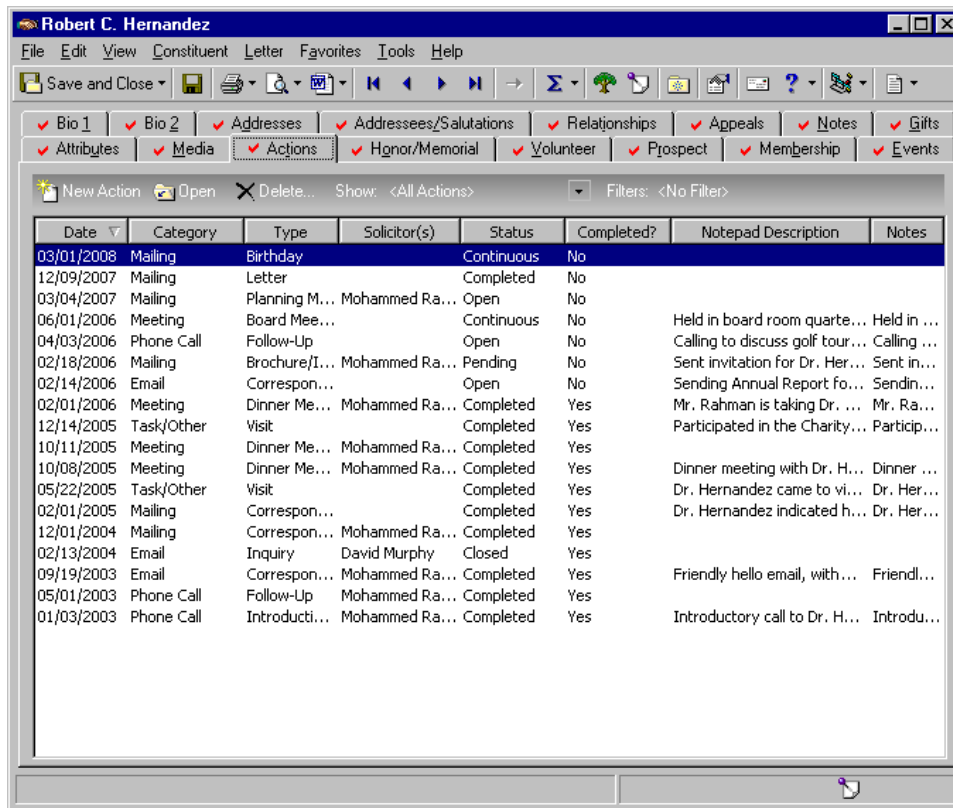 Robert C. Hernandez
File Edit View Constituent Letter Favorites Tools Help
Save and Close
Bio 1 Bio 2 Addresses Addressees/Salutations Relationships Appeals Notes Gifts
Attributes Media Actions Honor/Memorial Volunteer Prospect Membership Events
New Action Open Delete... Show: <All Actions> Filters: <No Filter>
Date Category Type Solicitor(s) Status Completed? Notepad Description Notes
03/01/2008 Mailing Birthday Continuous No
12/09/2007 Mailing Letter Completed No
03/04/2007 Mailing Planning M... Mohammed Ra... Open No
06/01/2006 Meeting Board Mee... Continuous No Held in board room quarte... Held in ...
04/03/2006 Phone Call Follow-Up Open No Calling to discuss golf tour... Calling ...
02/18/2006 Mailing Brochure/I... Mohammed Ra... Pending No Sent invitation for Dr. Her... Sent in...
02/14/2006 Email Correspon... Open No Sending Annual Report fo... Sendin...
02/01/2006 Meeting Dinner Me... Mohammed Ra... Completed Yes Mr. Rahman is taking Dr. ... Mr. Ra...
12/14/2005 Task/Other Visit Completed Yes Participated in the Charity... Particip...
10/11/2005 Meeting Dinner Me... Mohammed Ra... Completed Yes
10/08/2005 Meeting Dinner Me... Mohammed Ra... Completed Yes Dinner meeting with Dr. H... Dinner ...
05/22/2005 Task/Other Visit Completed Yes Dr. Hernandez came to vi... Dr. Her...
02/01/2005 Mailing Correspon... Completed Yes Dr. Hernandez indicated h... Dr. Her...
12/01/2004 Mailing Correspon... Mohammed Ra... Completed Yes
02/13/2004 Email Inquiry David Murphy Closed Yes
09/19/2003 Email Correspon... Mohammed Ra... Completed Yes Friendly hello email, with... Friendl...
05/01/2003 Phone Call Follow-Up Mohammed Ra... Completed Yes
01/03/2003 Phone Call Introducti... Mohammed Ra... Completed Yes Introductory call to Dr. H... Introdu...